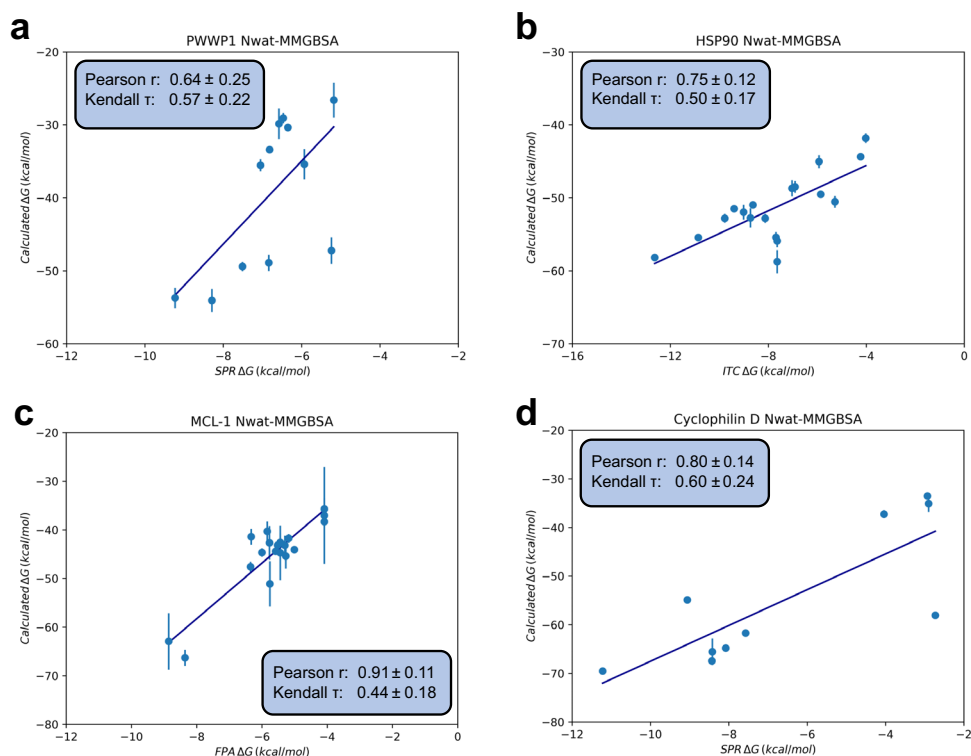 a
PWWP1 Nwat-MMGBSA
Pearson r: 0.64 ± 0.25
Kendall τ: 0.57 ± 0.22
−20
−30
−40
−50
−60
Calculated ΔG (kcal/mol)
−12 −10 −8 −6 −4 −2
SPR ΔG (kcal/mol)
b
HSP90 Nwat-MMGBSA
Pearson r: 0.75 ± 0.12
Kendall τ: 0.50 ± 0.17
−30
−40
−50
−60
−70
Calculated ΔG (kcal/mol)
−16 −12 −8 −4 0
ITC ΔG (kcal/mol)
c
MCL-1 Nwat-MMGBSA
−20
−30
−40
−50
−60
−70
−80
Calculated ΔG (kcal/mol)
Pearson r: 0.91 ± 0.11
Kendall τ: 0.44 ± 0.18
−12 −10 −8 −6 −4 −2 0
FPA ΔG (kcal/mol)
d
Cyclophilin D Nwat-MMGBSA
Pearson r: 0.80 ± 0.14
Kendall τ: 0.60 ± 0.24
−20
−30
−40
−50
−60
−70
−80
Calculated ΔG (kcal/mol)
−12 −10 −8 −6 −4 −2
SPR ΔG (kcal/mol)